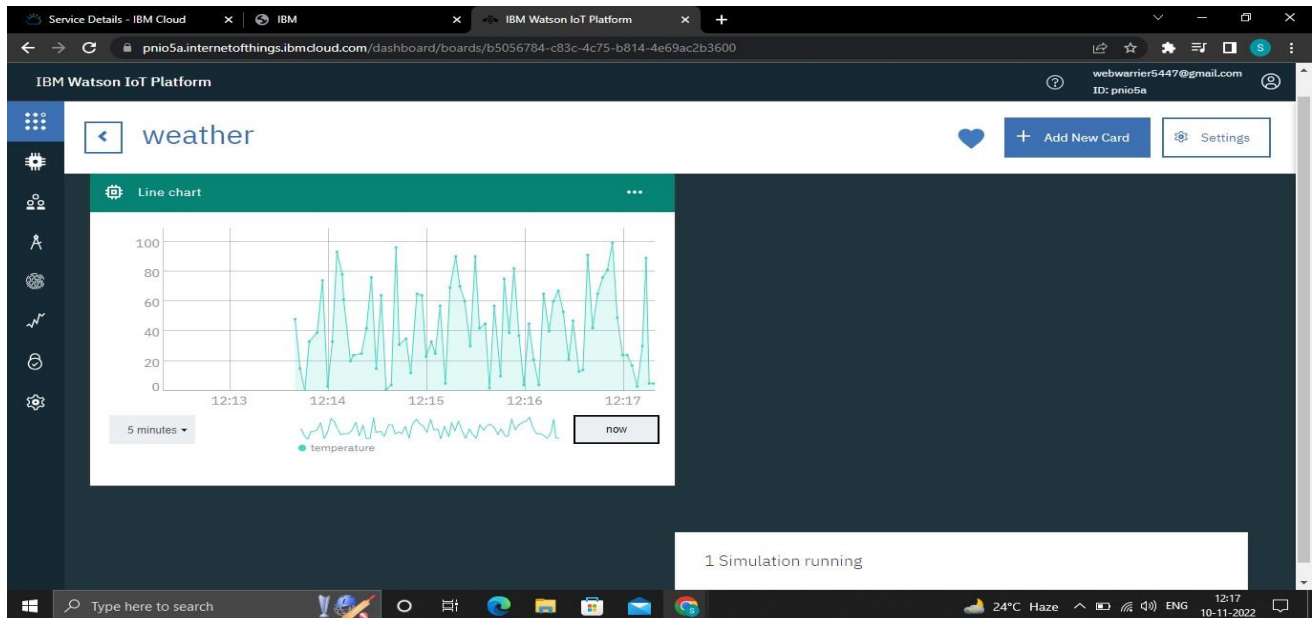 Service Details - IBM Cloud
IBM
IBM Watson IoT Platform
pnio5a.internetofthings.ibmcloud.com/dashboard/boards/b5056784-c83c-4c75-b814-4e69ac2b3600
S
IBM Watson IoT Platform
webwarrier5447@gmail.com
ID: pnio5a
weather
+ Add New Card
Settings
Line chart
100
80
60
40
20
0
12:13 12:14 12:15 12:16 12:17
5 minutes
now
temperature
1 Simulation running
Type here to search
24°C Haze
ENG
12:17
10-11-2022